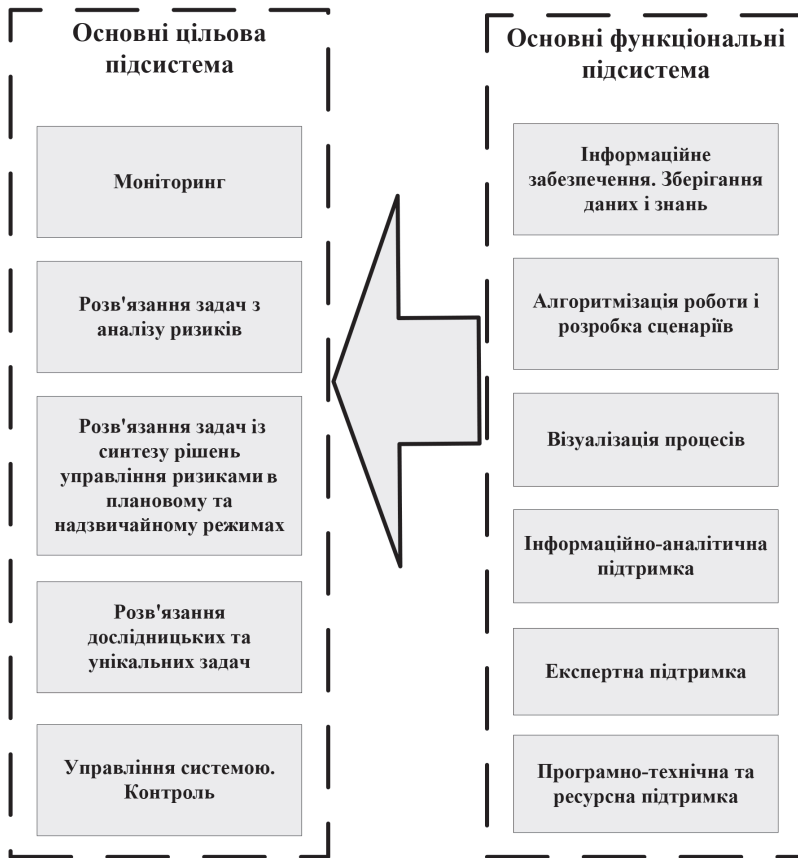 Основні цільова
підсистема
Моніторинг
Розв'язання задач з
аналізу ризиків
Розв'язання задач із
синтезу рішень
управління ризиками в
плановому та
надзвичайному режимах
Розв'язання
дослідницьких та
унікальних задач
Управління системою.
Контроль
Основні функціональні
підсистема
Інформаційне
забезпечення. Зберігання
даних і знань
Алгоритмізація роботи і
розробка сценаріїв
Візуалізація процесів
Інформаційно-аналітична
підтримка
Експертна підтримка
Програмно-технічна та
ресурсна підтримка